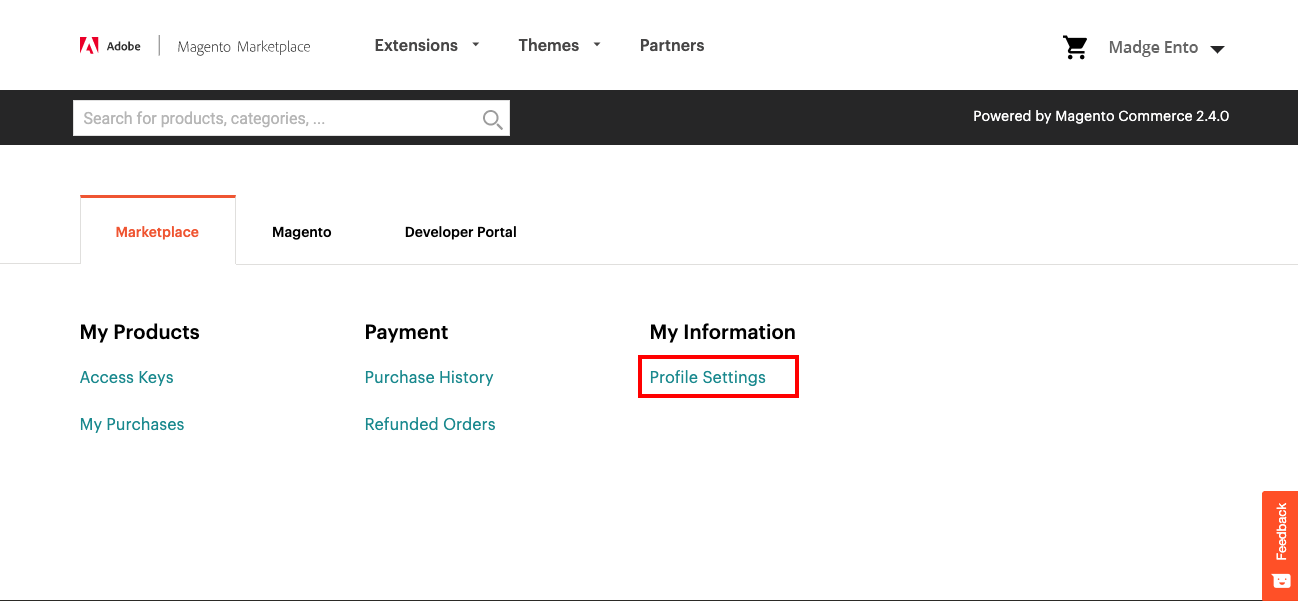 Adobe | Magento Marketplace Extensions Themes Partners Madge Ento
Search for products, categories, ... Powered by Magento Commerce 2.4.0
Marketplace Magento Developer Portal
My Products Payment My Information
Access Keys Purchase History Profile Settings
My Purchases Refunded Orders
Feedback